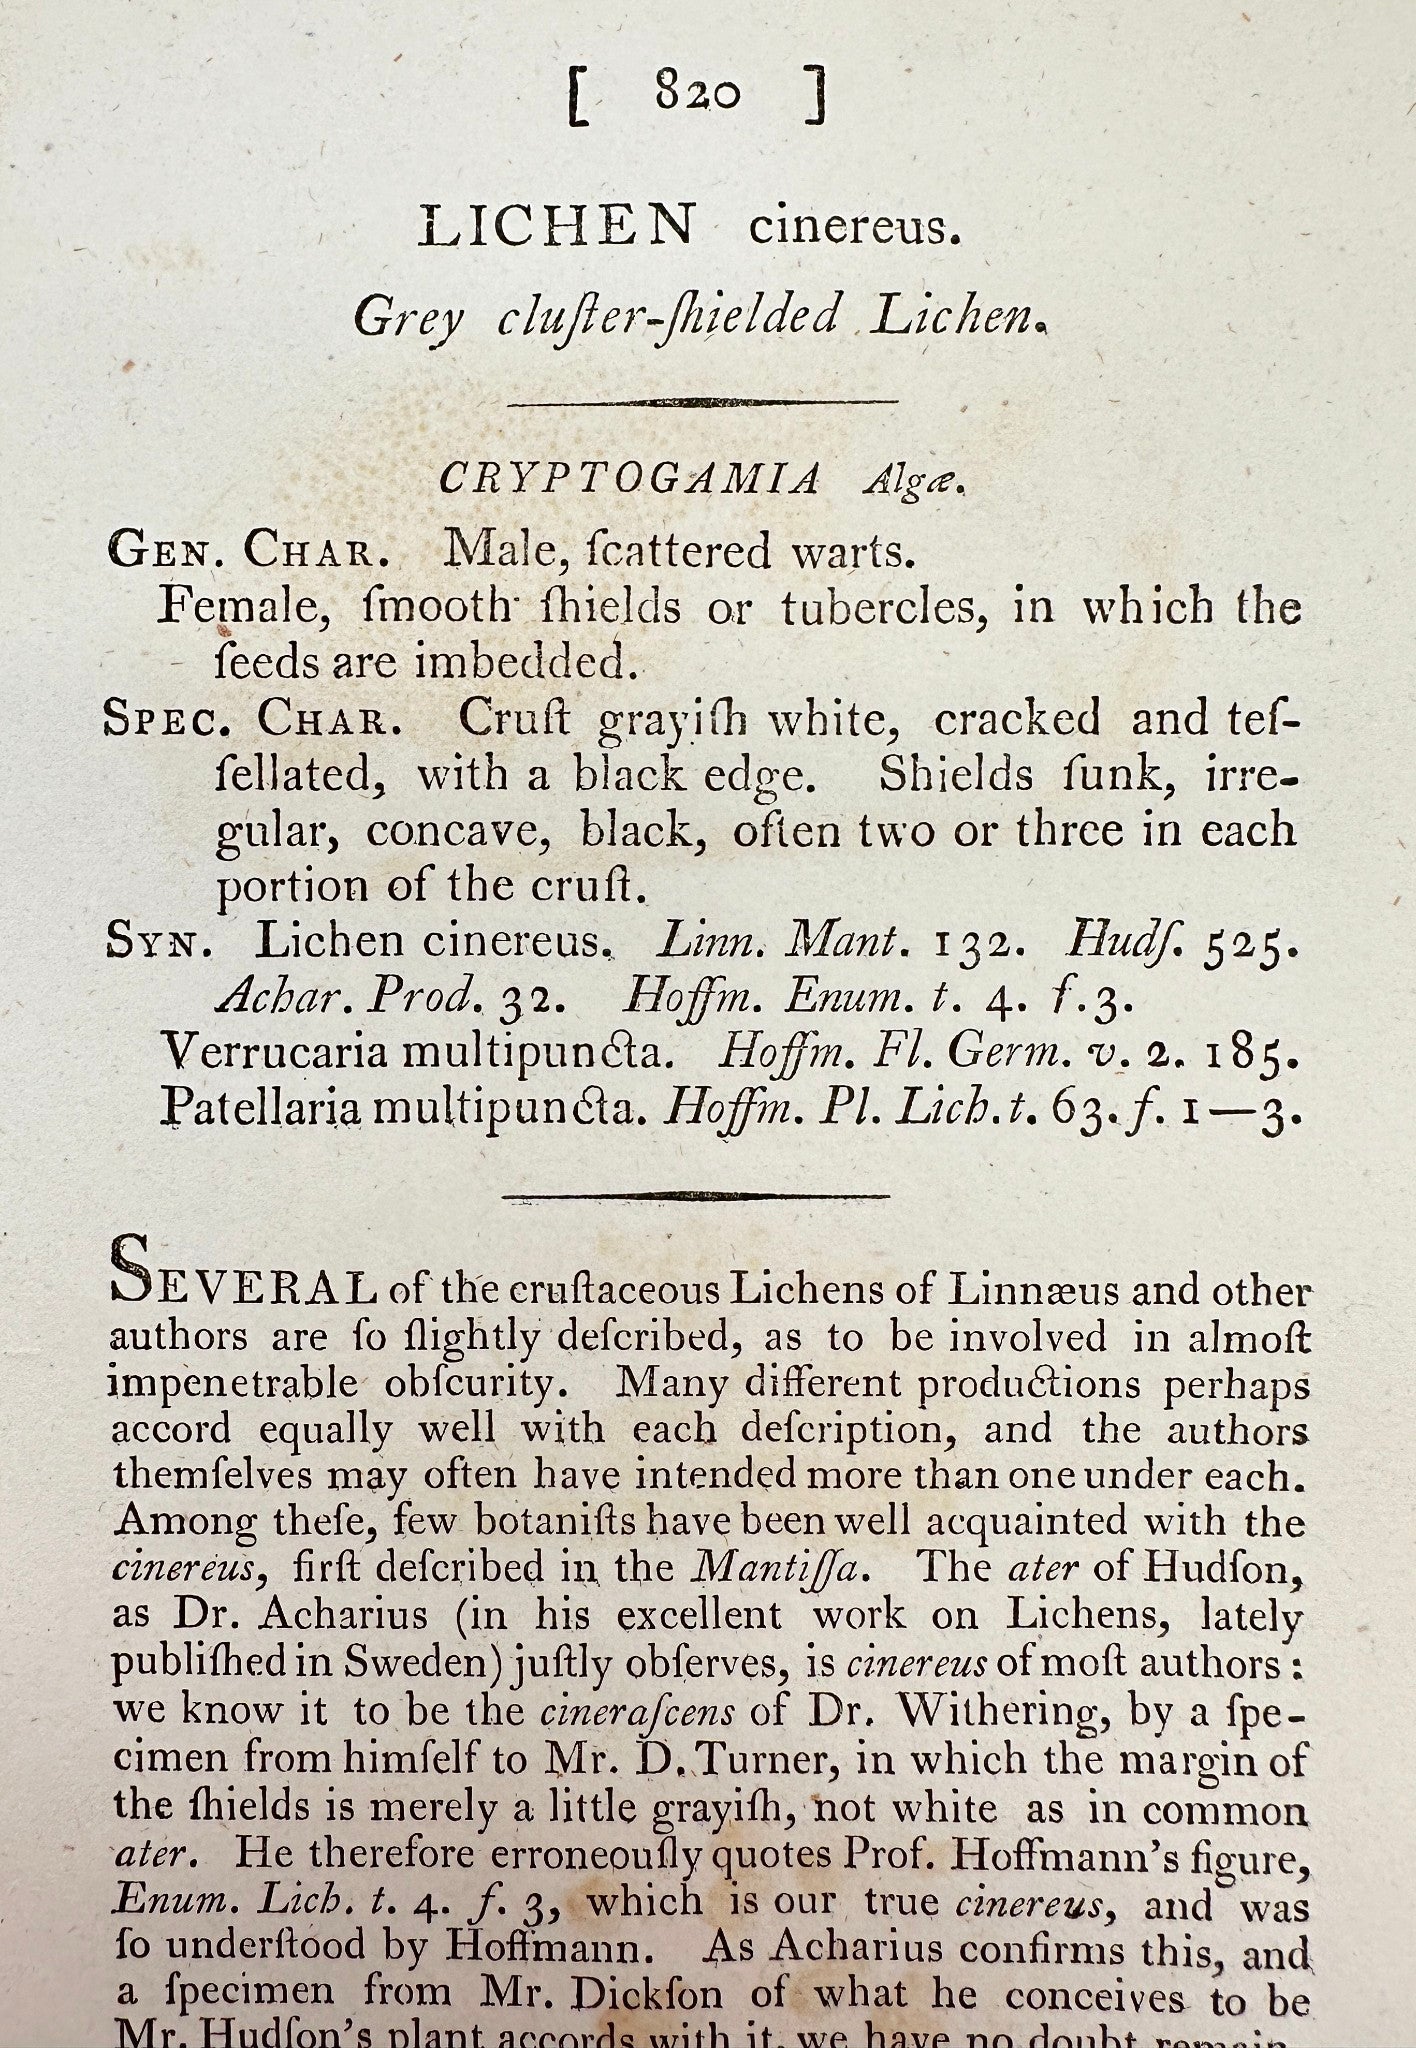 [ 820 ]
LICHEN cinereus.
Grey cluſter-ſhielded Lichen.
CRYPTOGAMIA Algæ.
GEN. CHAR. Male, ſcattered warts.
Female, ſmooth ſhields or tubercles, in which the
ſeeds are imbedded.
SPEC. CHAR. Cruſt grayiſh white, cracked and teſ-
ſellated, with a black edge. Shields ſunk, irre-
gular, concave, black, often two or three in each
portion of the cruſt.
SYN. Lichen cinereus. Linn. Mant. 132. Hudſ. 525.
Achar. Prod. 32. Hoffm. Enum. t. 4. f. 3.
Verrucaria multipuncta. Hoffm. Fl. Germ. v. 2. 185.
Patellaria multipuncta. Hoffm. Pl. Lich. t. 63. f. 1—3.
SEVERAL of the cruſtaceous Lichens of Linnæus and other
authors are ſo ſlightly deſcribed, as to be involved in almoſt
impenetrable obſcurity. Many different productions perhaps
accord equally well with each deſcription, and the authors
themſelves may often have intended more than one under each.
Among theſe, few botaniſts have been well acquainted with the
cinereus, firſt deſcribed in the Mantiſſa. The ater of Hudſon,
as Dr. Acharius (in his excellent work on Lichens, lately
publiſhed in Sweden) juſtly obſerves, is cinereus of moſt authors:
we know it to be the cineraſcens of Dr. Withering, by a ſpe-
cimen from himſelf to Mr. D. Turner, in which the margin of
the ſhields is merely a little grayiſh, not white as in common
ater. He therefore erroneouſly quotes Prof. Hoffmann's figure,
Enum. Lich. t. 4. f. 3, which is our true cinereus, and was
ſo underſtood by Hoffmann. As Acharius confirms this, and
a ſpecimen from Mr. Dickſon of what he conceives to be
Mr. Hudſon's plant accords with it, we have no doubt remain-